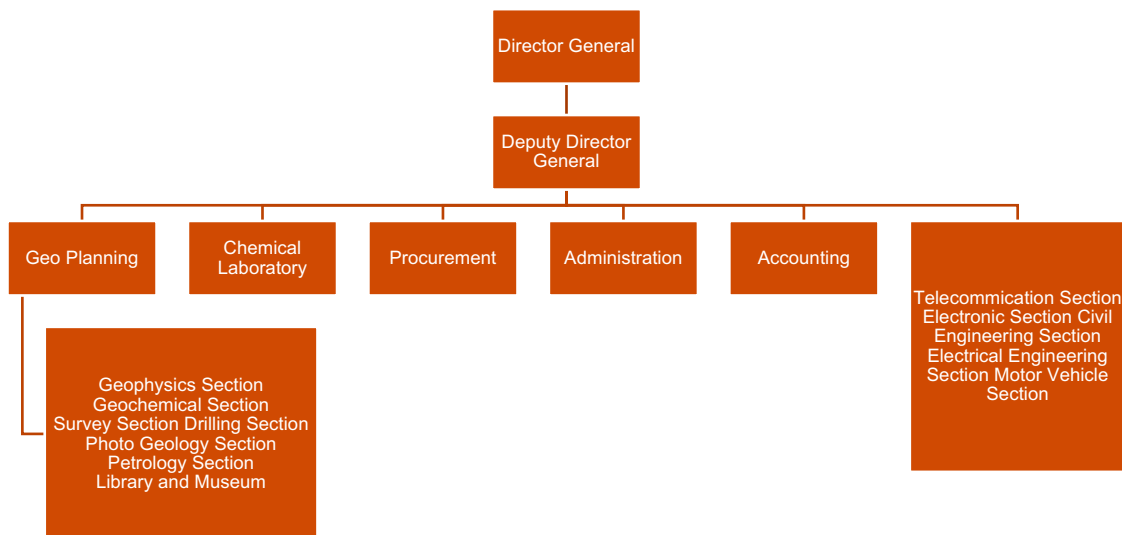 Director General
Deputy Director
General
Geo Planning
Chemical
Laboratory
Procurement
Administration
Accounting
Telecommication Section
Electronic Section Civil
Engineering Section
Electrical Engineering
Section Motor Vehicle
Section
Geophysics Section
Geochemical Section
Survey Section Drilling Section
Photo Geology Section
Petrology Section
Library and Museum